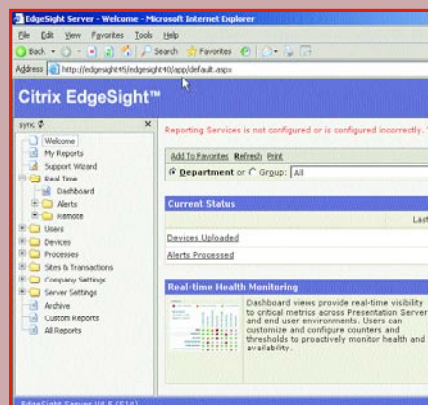 EdgeSight Server - Welcome - Microsoft Internet Explorer
File Edit View Favorites Tools Help
Back Search Favorites
Address http://edgesight45/edgesight40/app/default.aspx
Citrix EdgeSight™
sync X
Welcome
My Reports
Support Wizard
Real Time
Dashboard
Alerts
Remote
Users
Devices
Processes
Sites & Transactions
Company Settings
Server Settings
Archive
Custom Reports
All Reports
Reporting Services is not configured or is configured incorrectly.
Add To Favorites Refresh Print
Department or Group: All
Current Status
Last
Devices Uploaded
Alerts Processed
Real-time Health Monitoring
Dashboard views provide real-time visibility
to critical metrics across Presentation Server
and end user environments. Users can
customize and configure counters and
thresholds to proactively monitor health and
availability.